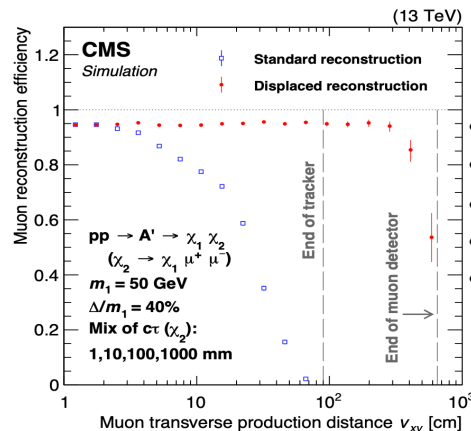 (13 TeV)
CMS
Simulation
Standard reconstruction
Displaced reconstruction
Muon reconstruction efficiency
1.2
1
0.8
0.6
0.4
0.2
0
pp → A' → χ₁ χ₂
(χ₂ → χ₁ μ⁺ μ⁻)
m₁ = 50 GeV
Δ/m₁ = 40%
Mix of cτ (χ₂):
1,10,100,1000 mm
End of tracker
End of muon detector
1
10
10²
10³
Muon transverse production distance v_xy [cm]